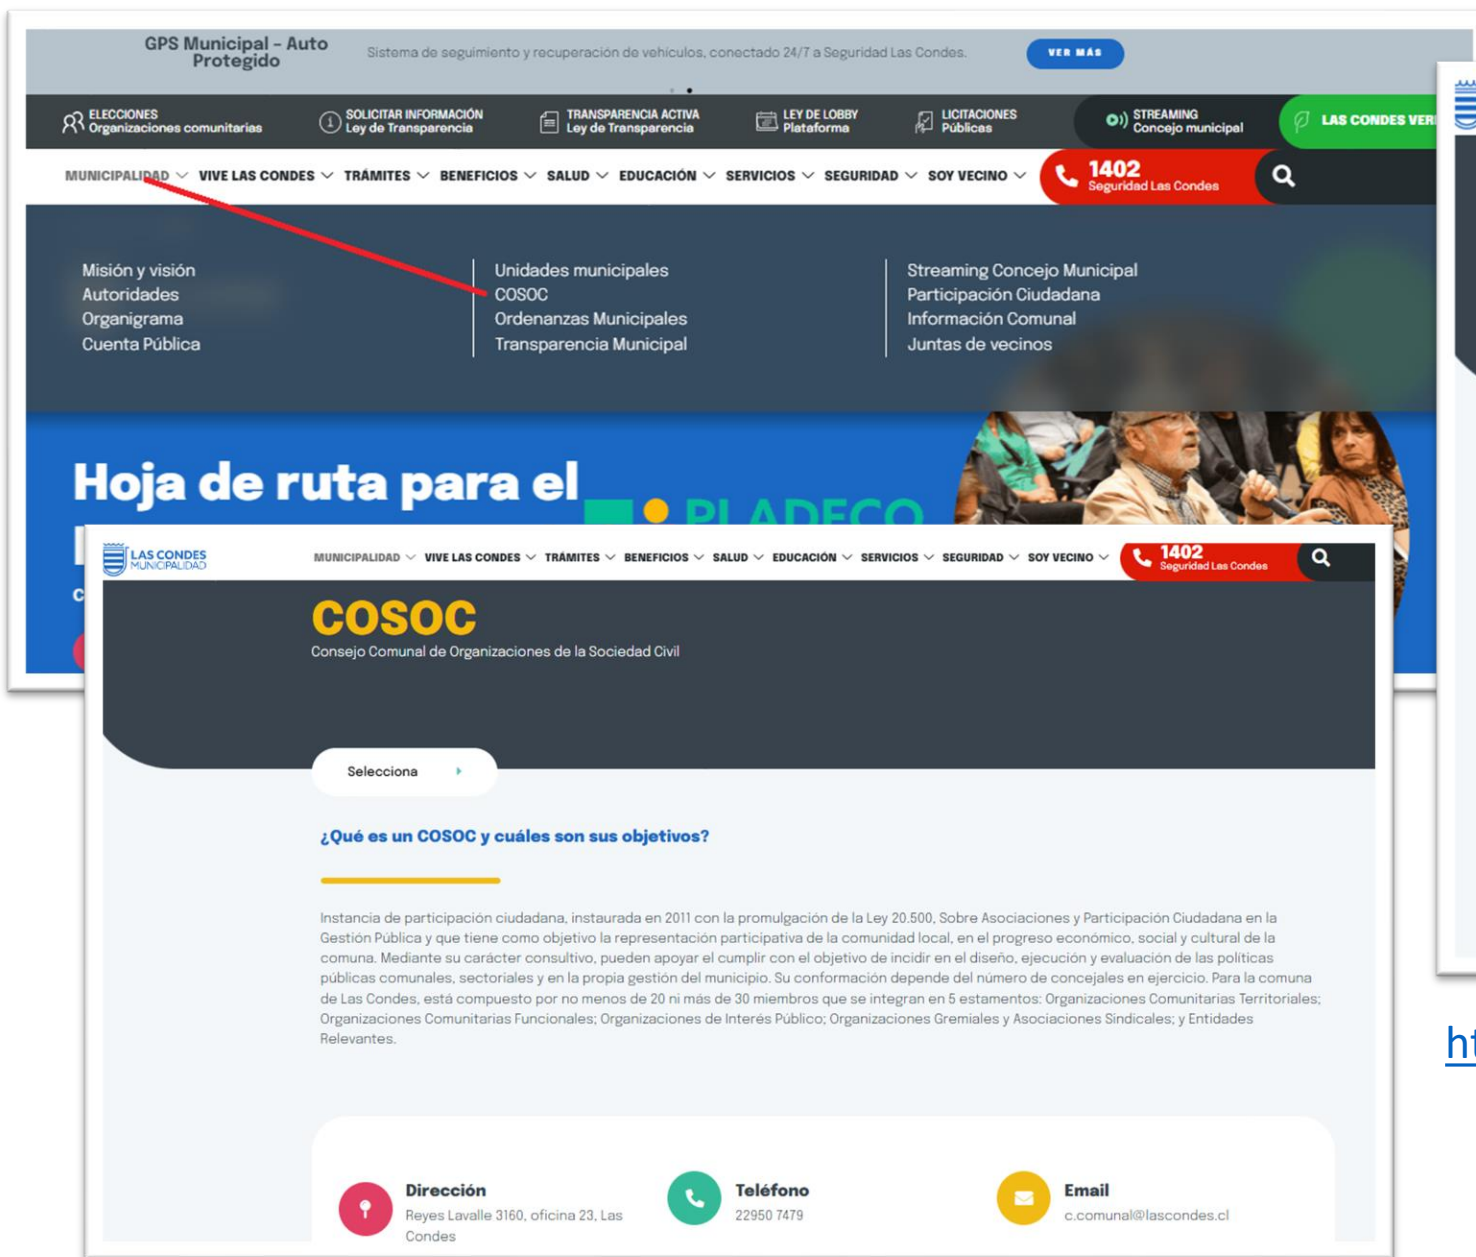 GPS Municipal – Auto
Protegido
Sistema de seguimiento y recuperación de vehículos, conectado 24/7 a Seguridad Las Condes.
VER MÁS
ELECCIONES
Organizaciones comunitarias
SOLICITAR INFORMACIÓN
Ley de Transparencia
TRANSPARENCIA ACTIVA
Ley de Transparencia
LEY DE LOBBY
Plataforma
LICITACIONES
Públicas
STREAMING
Concejo municipal
LAS CONDES VER
MUNICIPALIDAD VIVE LAS CONDES TRÁMITES BENEFICIOS SALUD EDUCACIÓN SERVICIOS SEGURIDAD SOY VECINO
1402
Seguridad Las Condes
Misión y visión
Autoridades
Organigrama
Cuenta Pública
Unidades municipales
COSOC
Ordenanzas Municipales
Transparencia Municipal
Streaming Concejo Municipal
Participación Ciudadana
Información Comunal
Juntas de vecinos
Hoja de ruta para el
PLADECO
LAS CONDES
MUNICIPALIDAD
MUNICIPALIDAD VIVE LAS CONDES TRÁMITES BENEFICIOS SALUD EDUCACIÓN SERVICIOS SEGURIDAD SOY VECINO
1402
Seguridad Las Condes
COSOC
Consejo Comunal de Organizaciones de la Sociedad Civil
Selecciona
¿Qué es un COSOC y cuáles son sus objetivos?
Instancia de participación ciudadana, instaurada en 2011 con la promulgación de la Ley 20.500, Sobre Asociaciones y Participación Ciudadana en la
Gestión Pública y que tiene como objetivo la representación participativa de la comunidad local, en el progreso económico, social y cultural de la
comuna. Mediante su carácter consultivo, pueden apoyar el cumplir con el objetivo de incidir en el diseño, ejecución y evaluación de las políticas
públicas comunales, sectoriales y en la propia gestión del municipio. Su conformación depende del número de concejales en ejercicio. Para la comuna
de Las Condes, está compuesto por no menos de 20 ni más de 30 miembros que se integran en 5 estamentos: Organizaciones Comunitarias Territoriales;
Organizaciones Comunitarias Funcionales; Organizaciones de Interés Público; Organizaciones Gremiales y Asociaciones Sindicales; y Entidades
Relevantes.
Dirección
Reyes Lavalle 3160, oficina 23, Las
Condes
Teléfono
22950 7479
Email
c.comunal@lascondes.cl